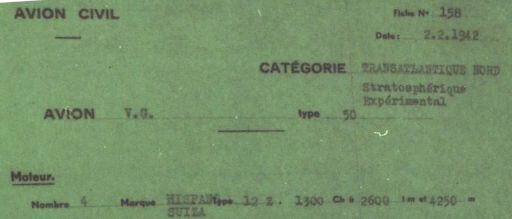 AVION CIVIL
Fiche No 158
Date: 2.2.1942
CATÉGORIE TRANSATLANTIQUE NORD
Stratosphérique
Expérimental
AVION V.G. type 50
Moteur.
Nombre 4 Marque HISPANO type 12 Z. 1300 Ch à 2600 t m et 4250 m
SUIZA